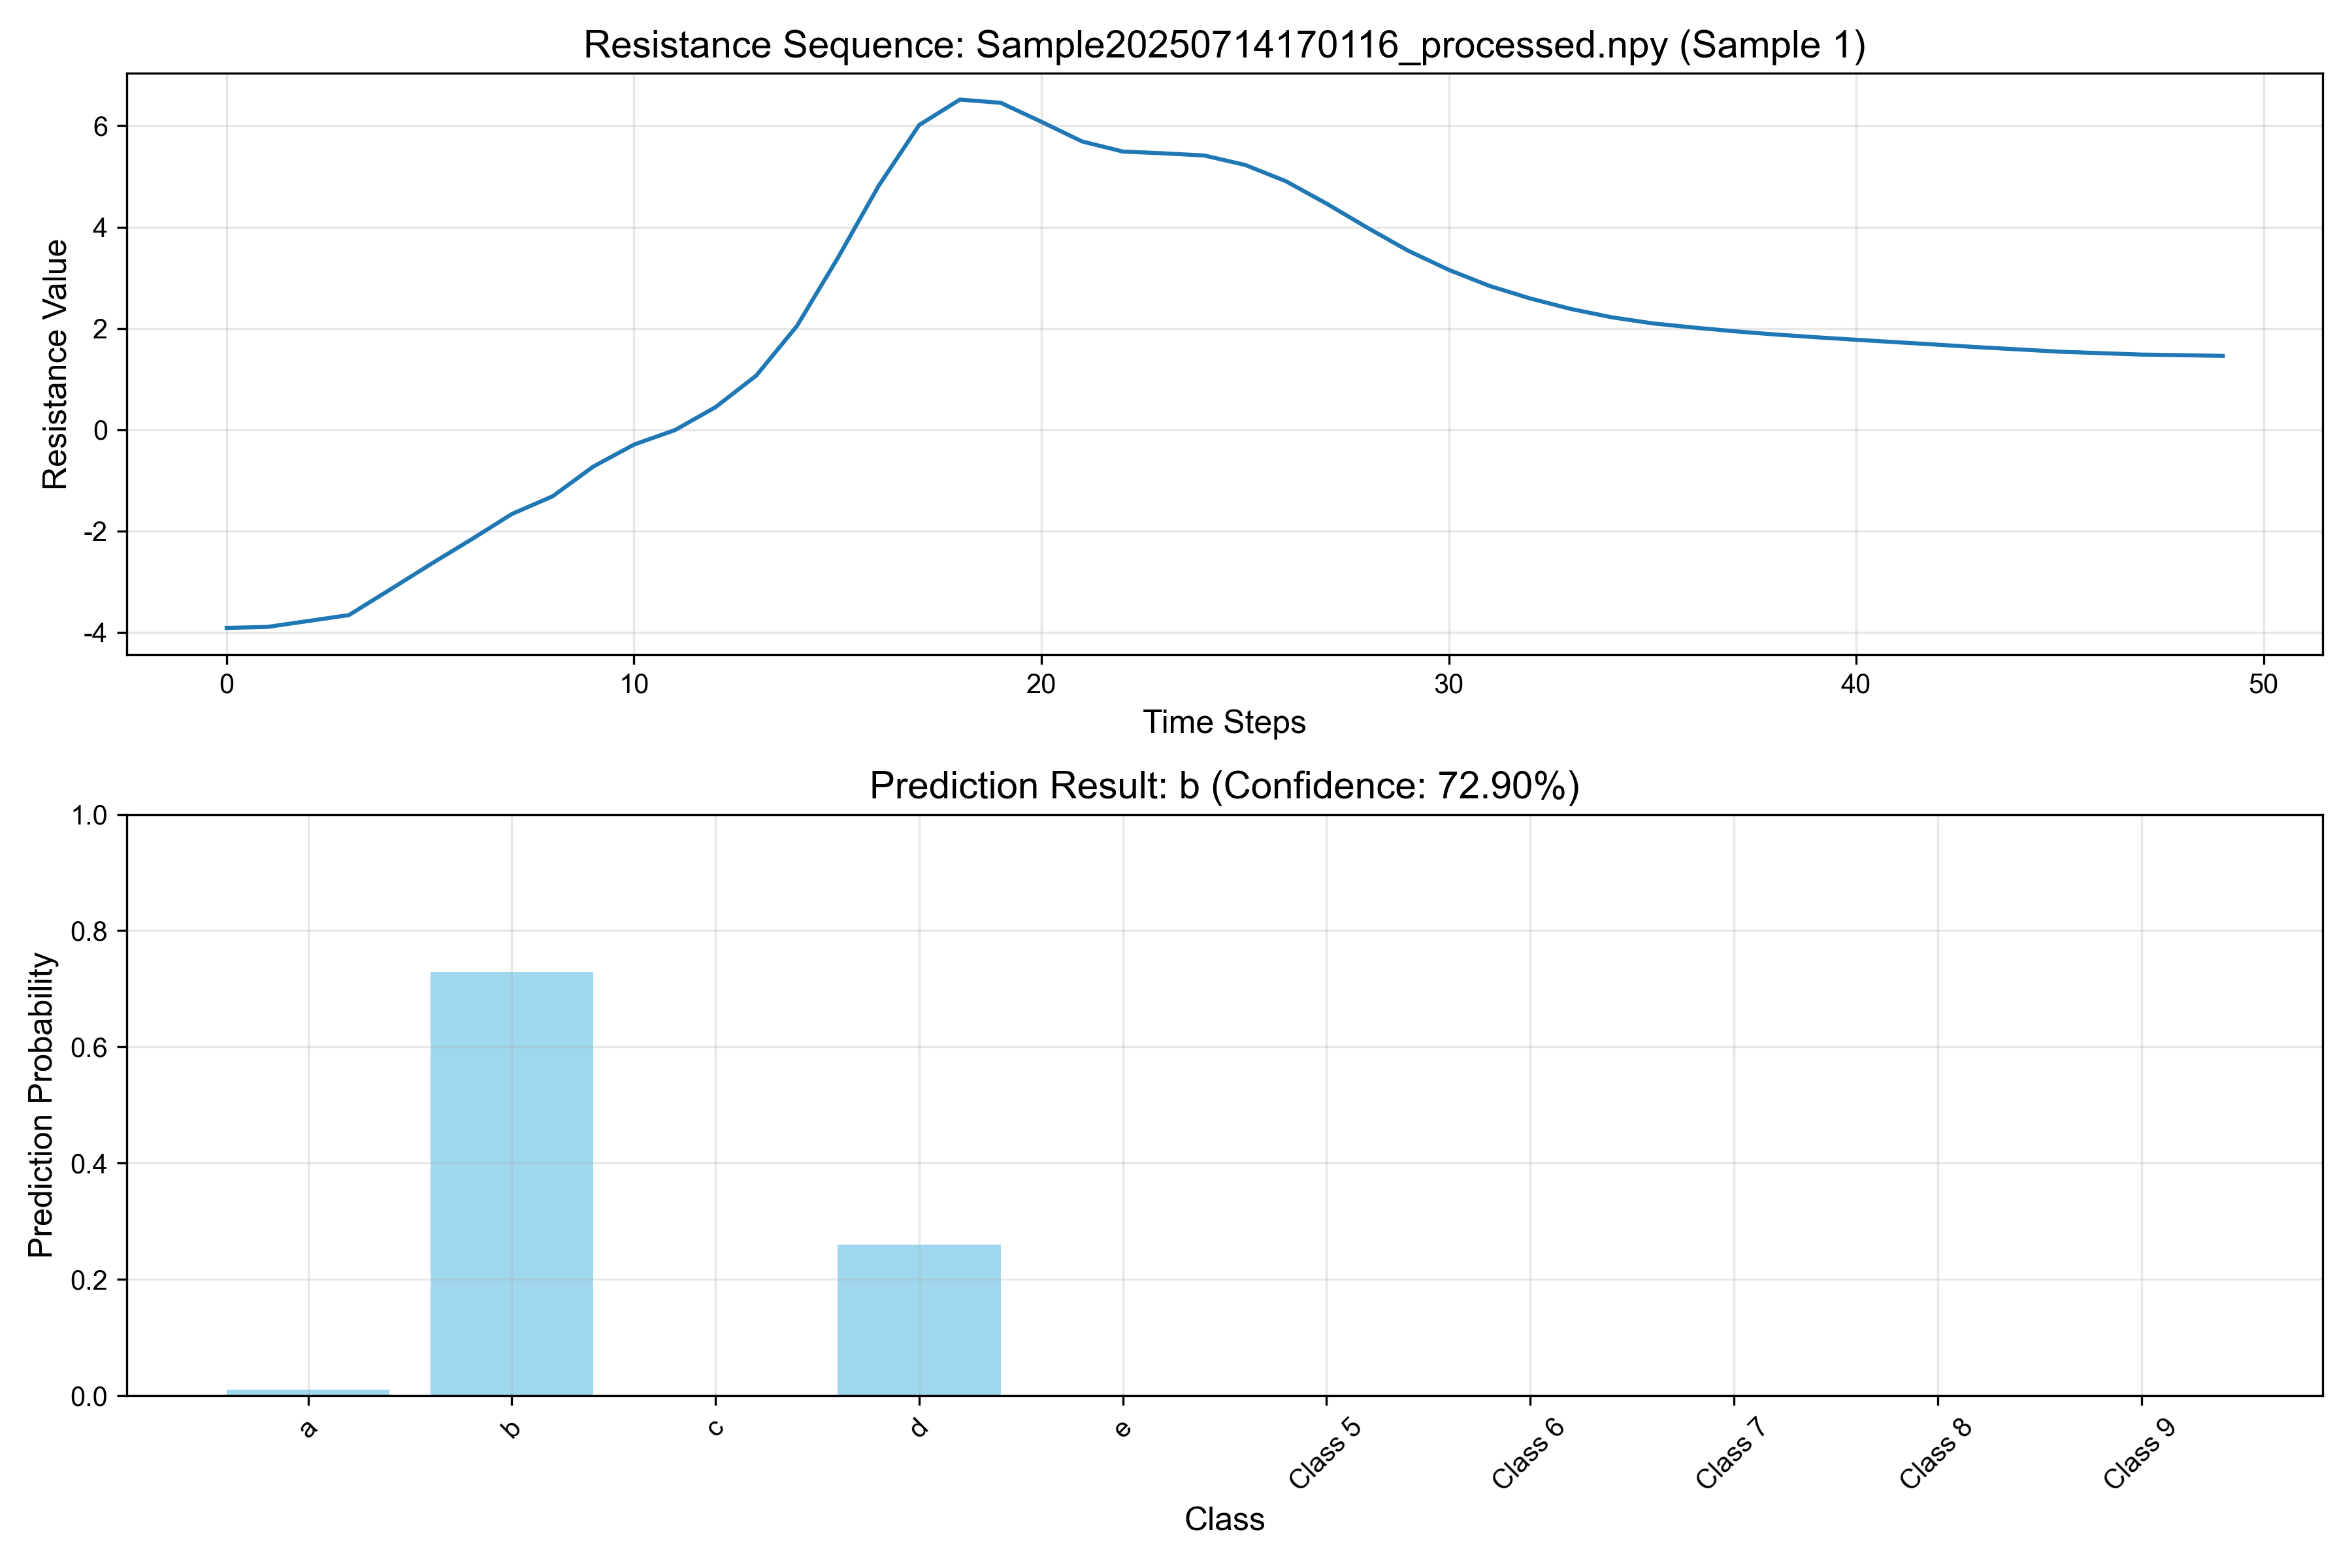 Resistance Sequence: Sample20250714170116_processed.npy (Sample 1)
Resistance Value
6
4
2
0
-2
-4
0 10 20 30 40 50
Time Steps
Prediction Result: b (Confidence: 72.90%)
Prediction Probability
1.0
0.8
0.6
0.4
0.2
0.0
a b c d e Class 5 Class 6 Class 7 Class 8 Class 9
Class